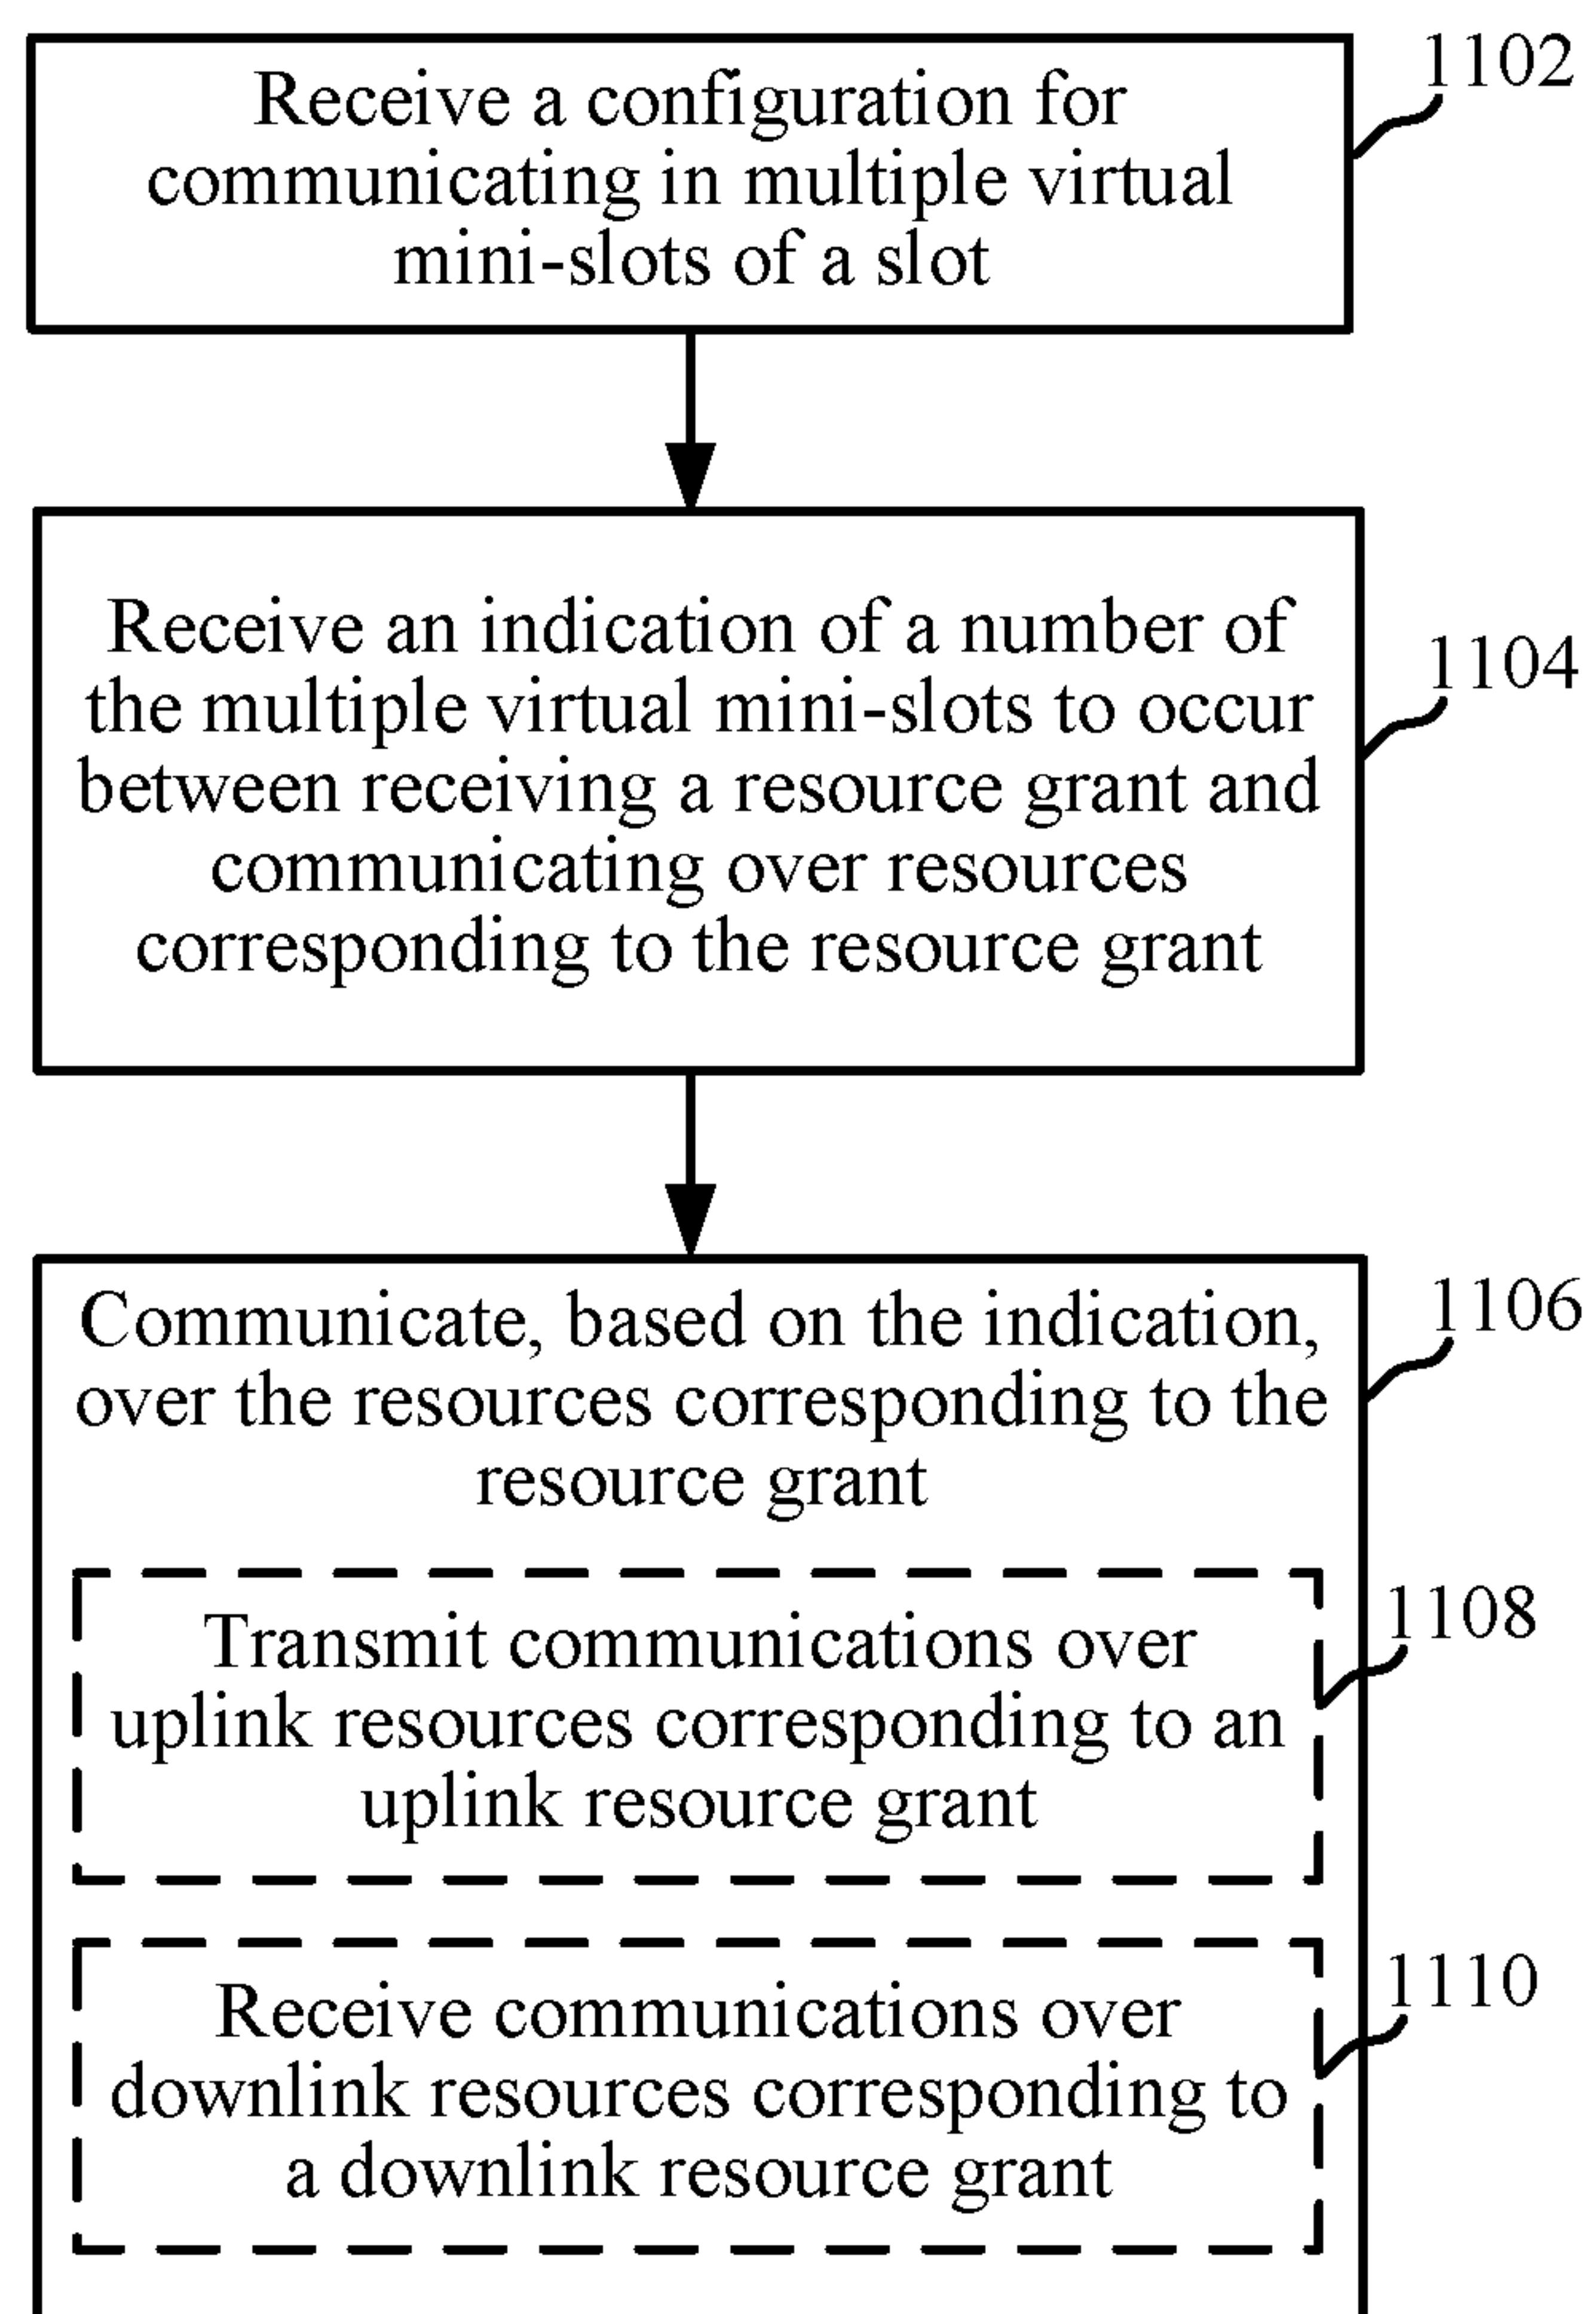 Receive a configuration for
communicating in multiple virtual
mini-slots of a slot
1102
Receive an indication of a number of
the multiple virtual mini-slots to occur
between receiving a resource grant and
communicating over resources
corresponding to the resource grant
1104
Communicate, based on the indication,
over the resources corresponding to the
resource grant
1106
Transmit communications over
uplink resources corresponding to an
uplink resource grant
1108
Receive communications over
downlink resources corresponding to
a downlink resource grant
1110